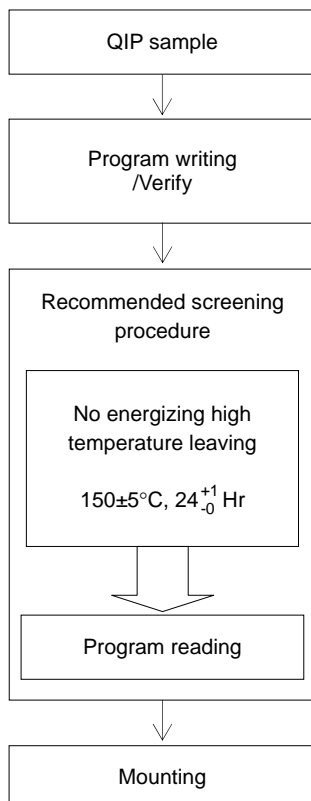 QIP sample
Program writing
/Verify
Recommended screening
procedure
No energizing high
temperature leaving
150±5°C, 24 +1 -0 Hr
Program reading
Mounting